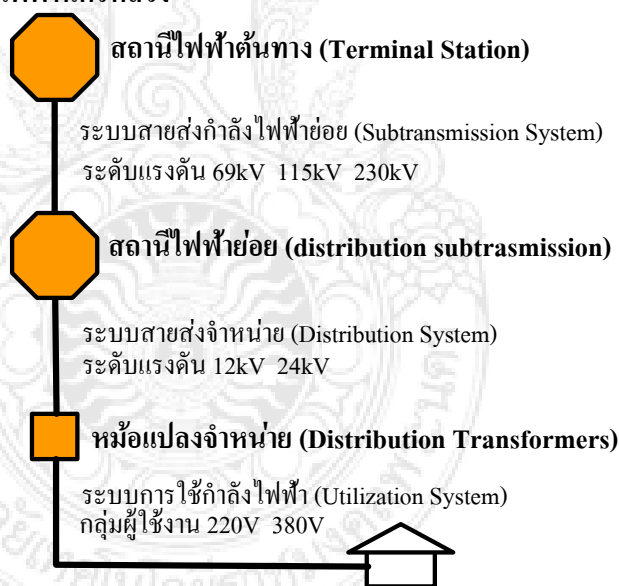 สถานีไฟฟ้าต้นทาง (Terminal Station)
ระบบสายส่งกำลังไฟฟ้าย่อย (Subtransmission System)
ระดับแรงดัน 69kV 115kV 230kV
สถานีไฟฟ้าย่อย (distribution subtrasmission)
ระบบสายส่งจำหน่าย (Distribution System)
ระดับแรงดัน 12kV 24kV
หม้อแปลงจำหน่าย (Distribution Transformers)
ระบบการใช้กำลังไฟฟ้า (Utilization System)
กลุ่มผู้ใช้งาน 220V 380V